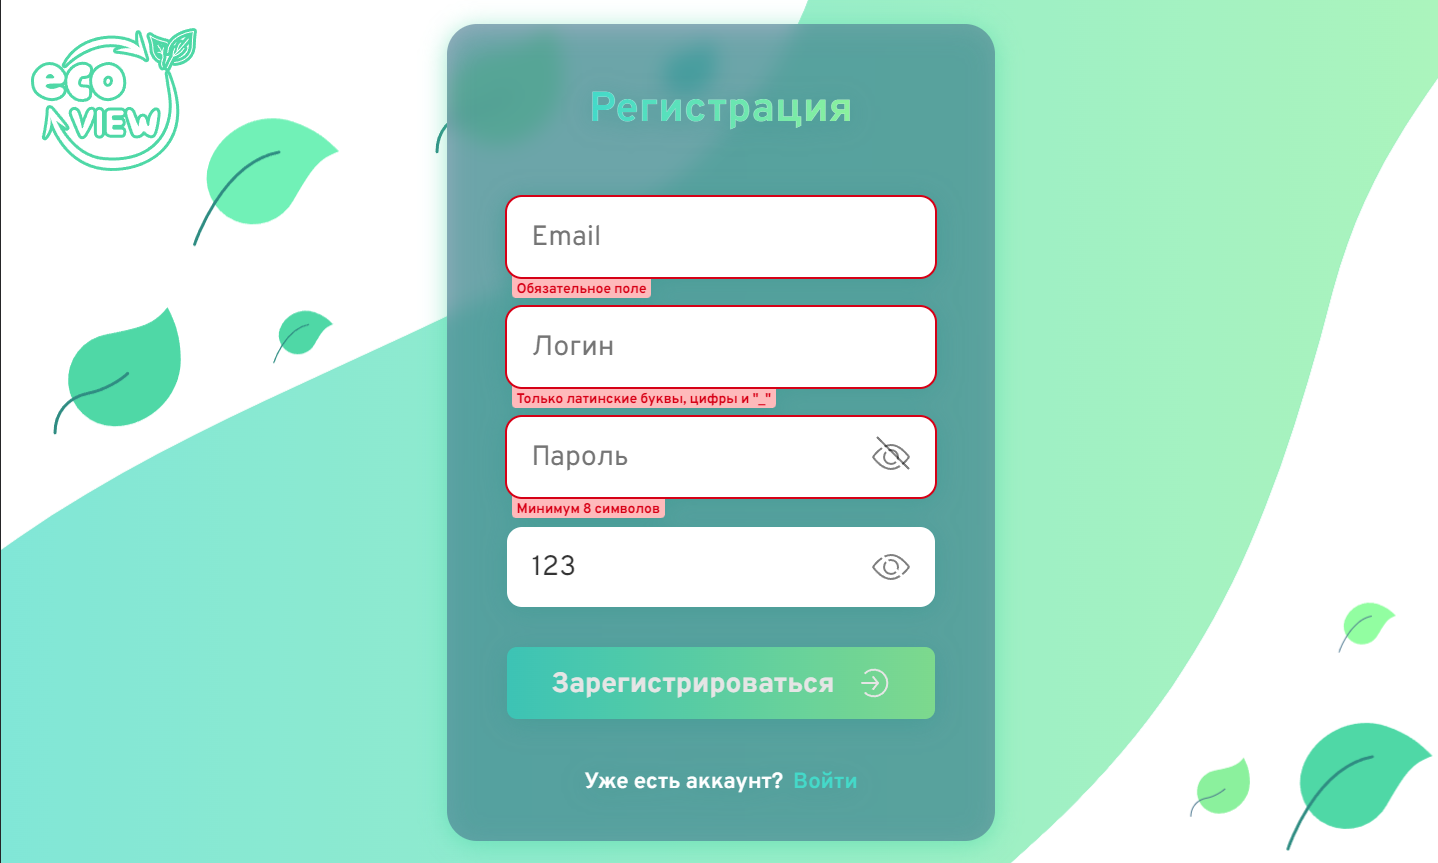 eco
VIEW
Регистрация
Email
Обязательное поле
Логин
Только латинские буквы, цифры и "_"
Пароль
Минимум 8 символов
123
Зарегистрироваться
Уже есть аккаунт? Войти